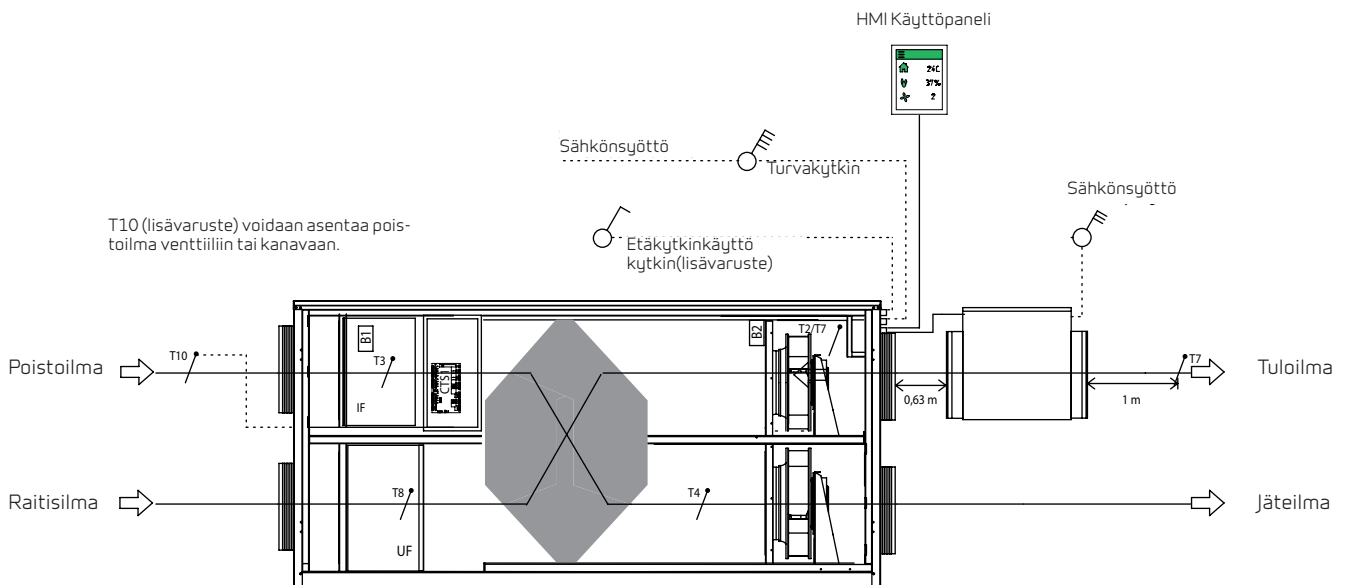 HMI Käyttöpaneli
24C
37%
2
Sähkönsyöttö
Turvakytkin
Sähkönsyöttö
T10 (lisävaruste) voidaan asentaa pois-
toilma venttiiliin tai kanavaan.
Etäkytkinkäyttö
kytkin(lisävaruste)
B1
B2
T2/T7
T10
T3
CTS
T7
Poistoilma
Tuloilma
0,63 m
1 m
IF
T8
T4
Raitisilma
Jäteilma
UF